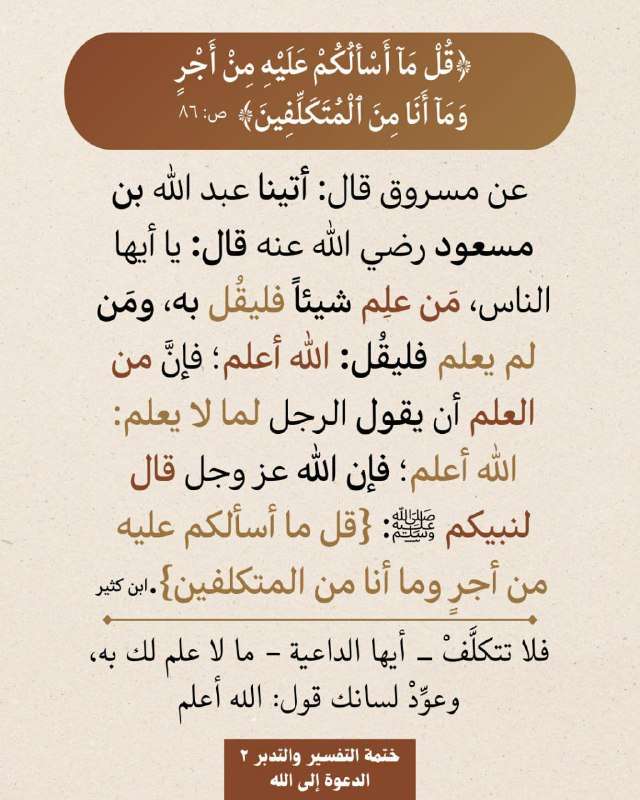 ﴿قُلْ مَآ أَسْأَلُكُمْ عَلَيْهِ مِنْ أَجْرٍ
وَمَآ أَنَا مِنَ ٱلْمُتَكَلِّفِينَ﴾ ص: ٨٦
عن مسروق قال: أتينا عبد الله بن
مسعود رضي الله عنه قال: يا أيها
الناس، مَن علِم شيئاً فليقُل به، ومَن
لم يعلم فليقُل: الله أعلم؛ فإنَّ من
العلم أن يقول الرجل لما لا يعلم:
الله أعلم؛ فإن الله عز وجل قال
لنبيكم ﷺ: {قل ما أسألكم عليه
من أجرٍ وما أنا من المتكلفين}. ابن كثير
فلا تتكلَّفْ – أيها الداعية – ما لا علم لك به،
وعوِّدْ لسانك قول: الله أعلم
ختمة التفسير والتدبر ٢
الدعوة إلى الله